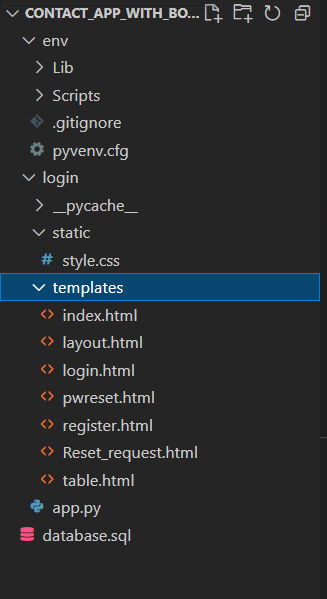 CONTACT_APP_WITH_BO...
env
Lib
Scripts
.gitignore
pyvenv.cfg
login
__pycache__
static
# style.css
templates
<> index.html
<> layout.html
<> login.html
<> pwreset.html
<> register.html
<> Reset_request.html
<> table.html
app.py
database.sql